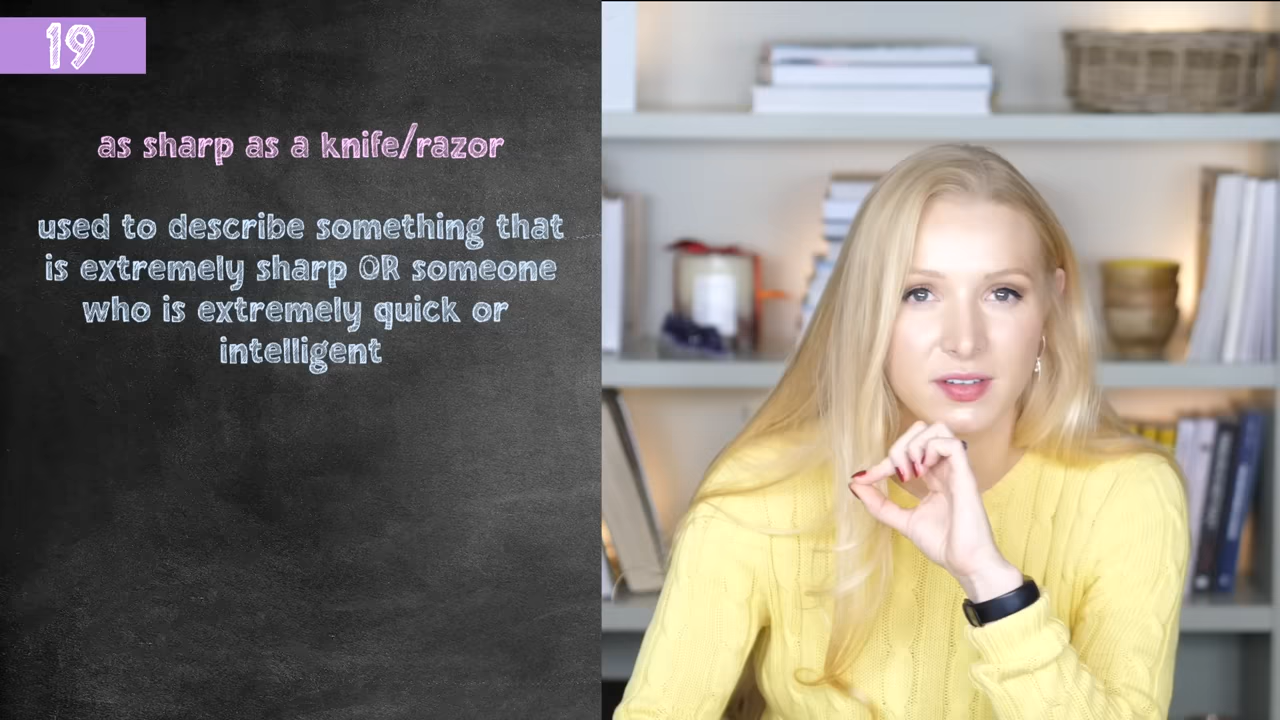 19
as sharp as a knife/razor
used to describe something that
is extremely sharp OR someone
who is extremely quick or
intelligent